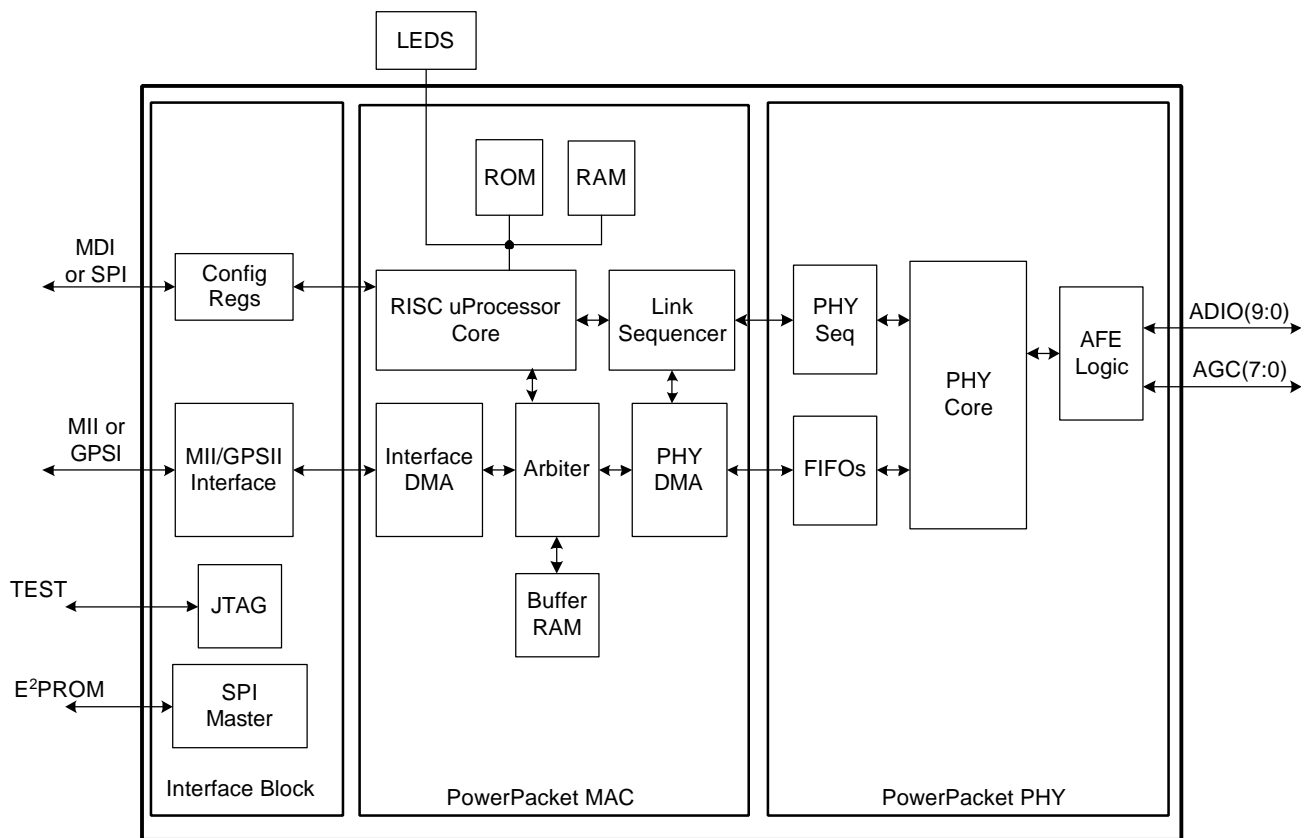 LEDS
ROM
RAM
MDI
or SPI
Config
Regs
RISC uProcessor
Core
Link
Sequencer
PHY
Seq
PHY
Core
AFE
Logic
ADIO(9:0)
AGC(7:0)
MII or
GPSI
MII/GPSII
Interface
Interface
DMA
Arbiter
PHY
DMA
FIFOs
TEST
JTAG
Buffer
RAM
E²PROM
SPI
Master
Interface Block
PowerPacket MAC
PowerPacket PHY